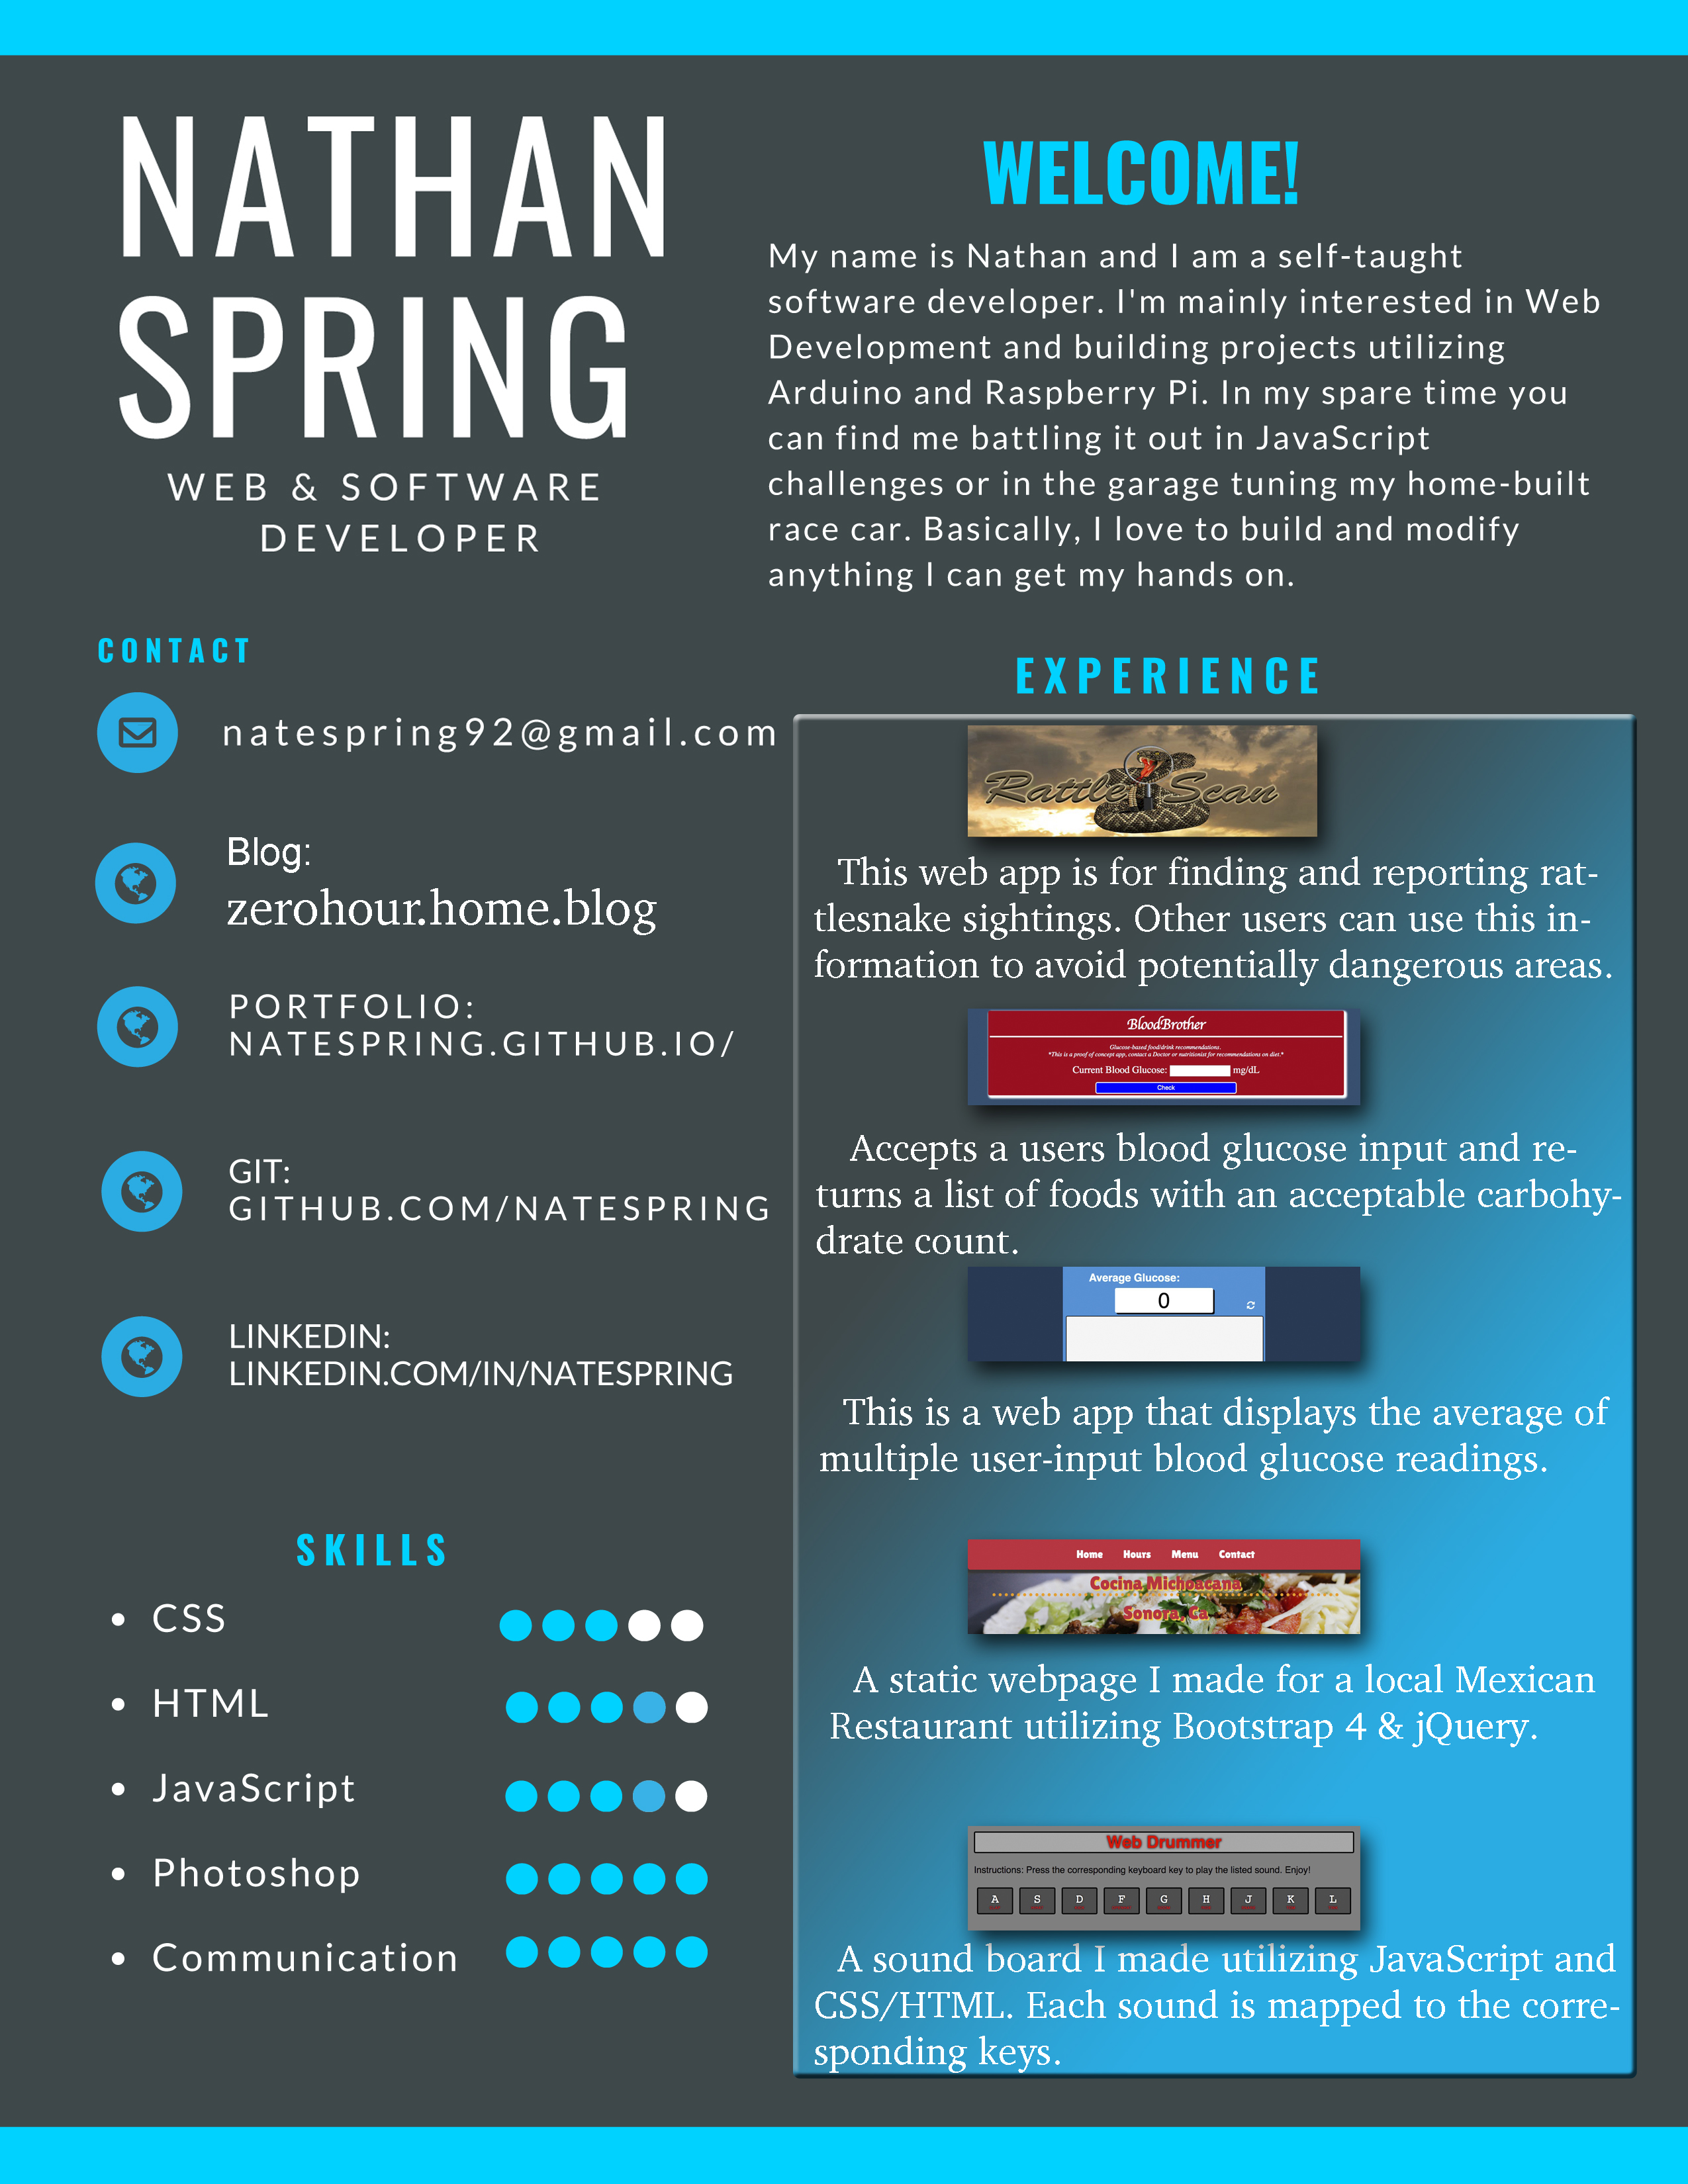 NATHAN
SPRING
WEB & SOFTWARE
DEVELOPER
WELCOME!
My name is Nathan and I am a self-taught
software developer. I'm mainly interested in Web
Development and building projects utilizing
Arduino and Raspberry Pi. In my spare time you
can find me battling it out in JavaScript
challenges or in the garage tuning my home-built
race car. Basically, I love to build and modify
anything I can get my hands on.
CONTACT
natespring92@gmail.com
Blog:
zerohour.home.blog
PORTFOLIO:
NATESPRING.GITHUB.IO/
GIT:
GITHUB.COM/NATESPRING
LINKEDIN:
LINKEDIN.COM/IN/NATESPRING
SKILLS
• CSS
• HTML
• JavaScript
• Photoshop
• Communication
EXPERIENCE
Rattle Scan
This web app is for finding and reporting rat-
tlesnake sightings. Other users can use this in-
formation to avoid potentially dangerous areas.
BloodBrother
Glucose-based food/drink recommendations.
*This is a proof of concept app, contact a Doctor or nutritionist for recommendations on diet.*
Current Blood Glucose: mg/dL
Check
Accepts a users blood glucose input and re-
turns a list of foods with an acceptable carbohy-
drate count.
Average Glucose:
0
This is a web app that displays the average of
multiple user-input blood glucose readings.
Home Hours Menu Contact
Cocina Michoacana
Sonora, Ca
A static webpage I made for a local Mexican
Restaurant utilizing Bootstrap 4 & jQuery.
Web Drummer
Instructions: Press the corresponding keyboard key to play the listed sound. Enjoy!
A S D F G H J K L
A sound board I made utilizing JavaScript and
CSS/HTML. Each sound is mapped to the corre-
sponding keys.